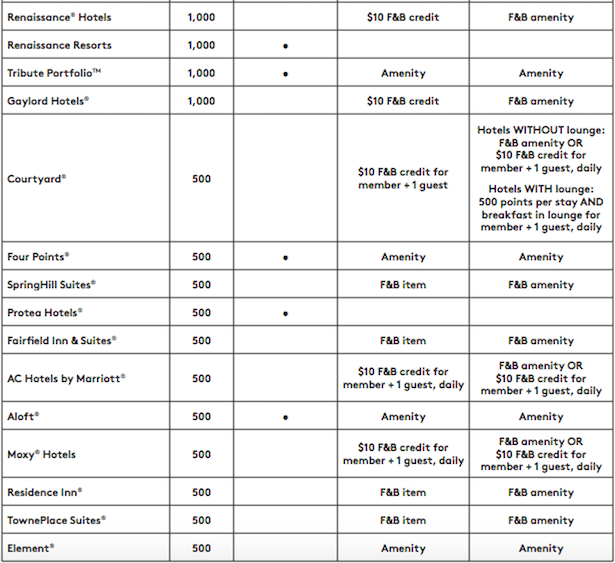 Renaissance® Hotels 1,000 $10 F&B credit F&B amenity
Renaissance Resorts 1,000 •
Tribute Portfolio™ 1,000 • Amenity Amenity
Gaylord Hotels® 1,000 $10 F&B credit F&B amenity
Courtyard® 500
$10 F&B credit for
member + 1 guest
Hotels WITHOUT lounge:
F&B amenity OR
$10 F&B credit for
member + 1 guest, daily
Hotels WITH lounge:
500 points per stay AND
breakfast in lounge for
member + 1 guest, daily
Four Points® 500 • Amenity Amenity
SpringHill Suites® 500 F&B item F&B amenity
Protea Hotels® 500 •
Fairfield Inn & Suites® 500 F&B item F&B amenity
AC Hotels by Marriott® 500
$10 F&B credit for
member + 1 guest, daily
F&B amenity OR
$10 F&B credit for
member + 1 guest, daily
Aloft® 500 • Amenity Amenity
Moxy® Hotels 500
$10 F&B credit for
member + 1 guest, daily
F&B amenity OR
$10 F&B credit for
member + 1 guest, daily
Residence Inn® 500 F&B item F&B amenity
TownePlace Suites® 500 F&B item F&B amenity
Element® 500 Amenity Amenity